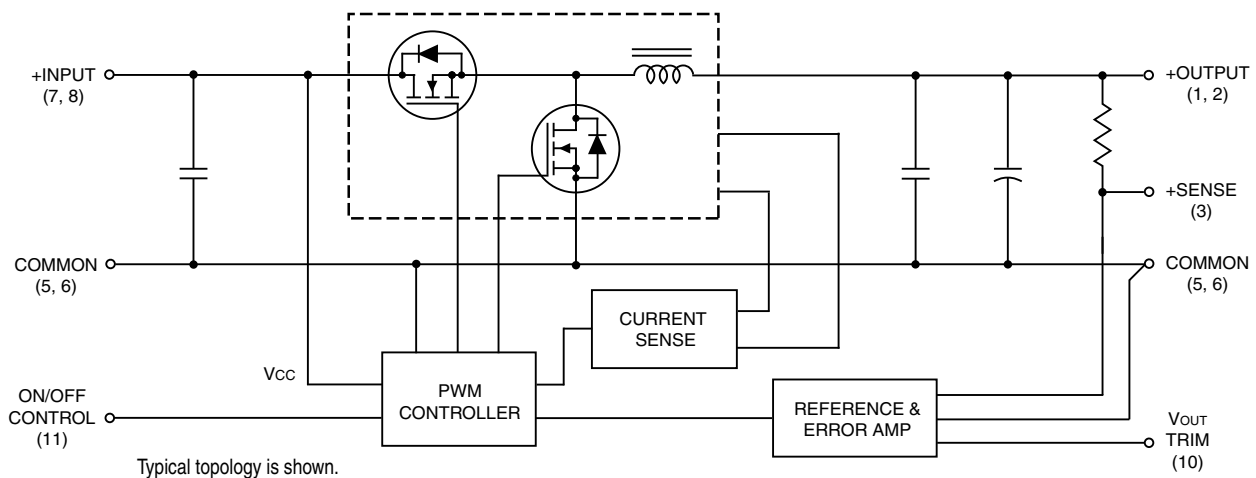 +INPUT
(7, 8)
+OUTPUT
(1, 2)
+SENSE
(3)
COMMON
(5, 6)
COMMON
(5, 6)
CURRENT
SENSE
VCC
PWM
CONTROLLER
ON/OFF
CONTROL
(11)
REFERENCE &
ERROR AMP
VOUT
TRIM
(10)
Typical topology is shown.